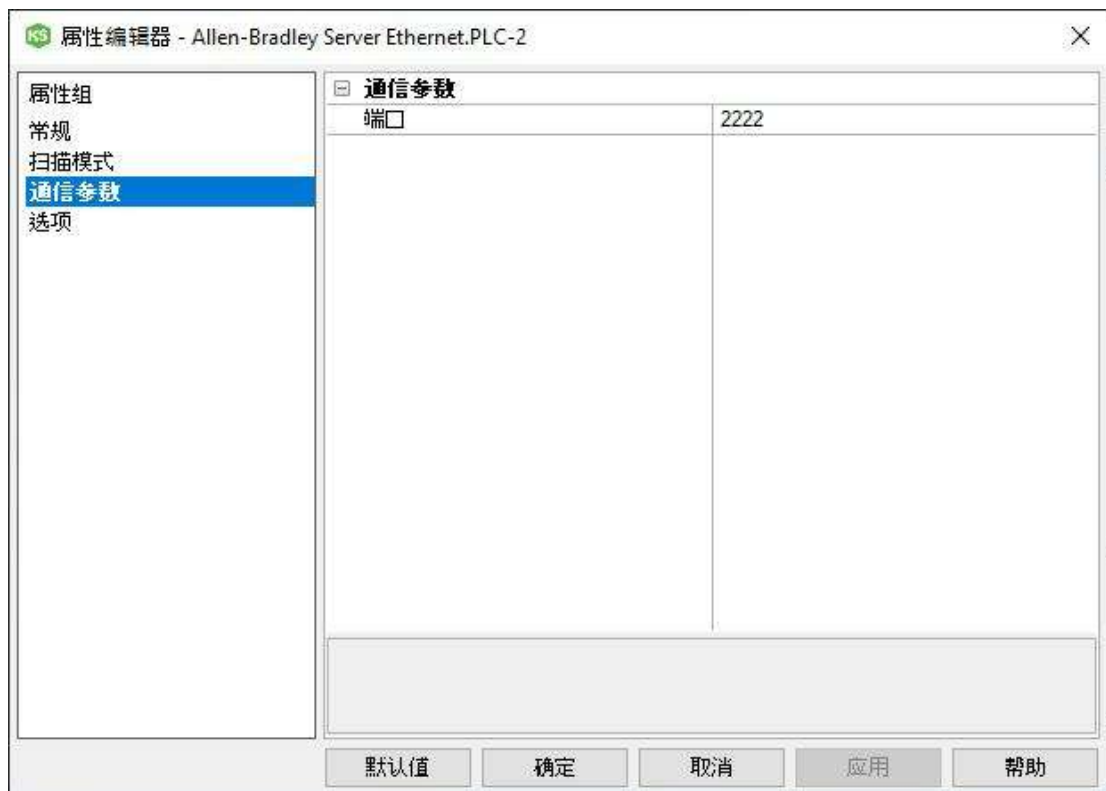 KS 属性编辑器 - Allen-Bradley Server Ethernet.PLC-2
属性组
常规
扫描模式
通信参数
选项
通信参数
端口 2222
默认值 确定 取消 应用 帮助